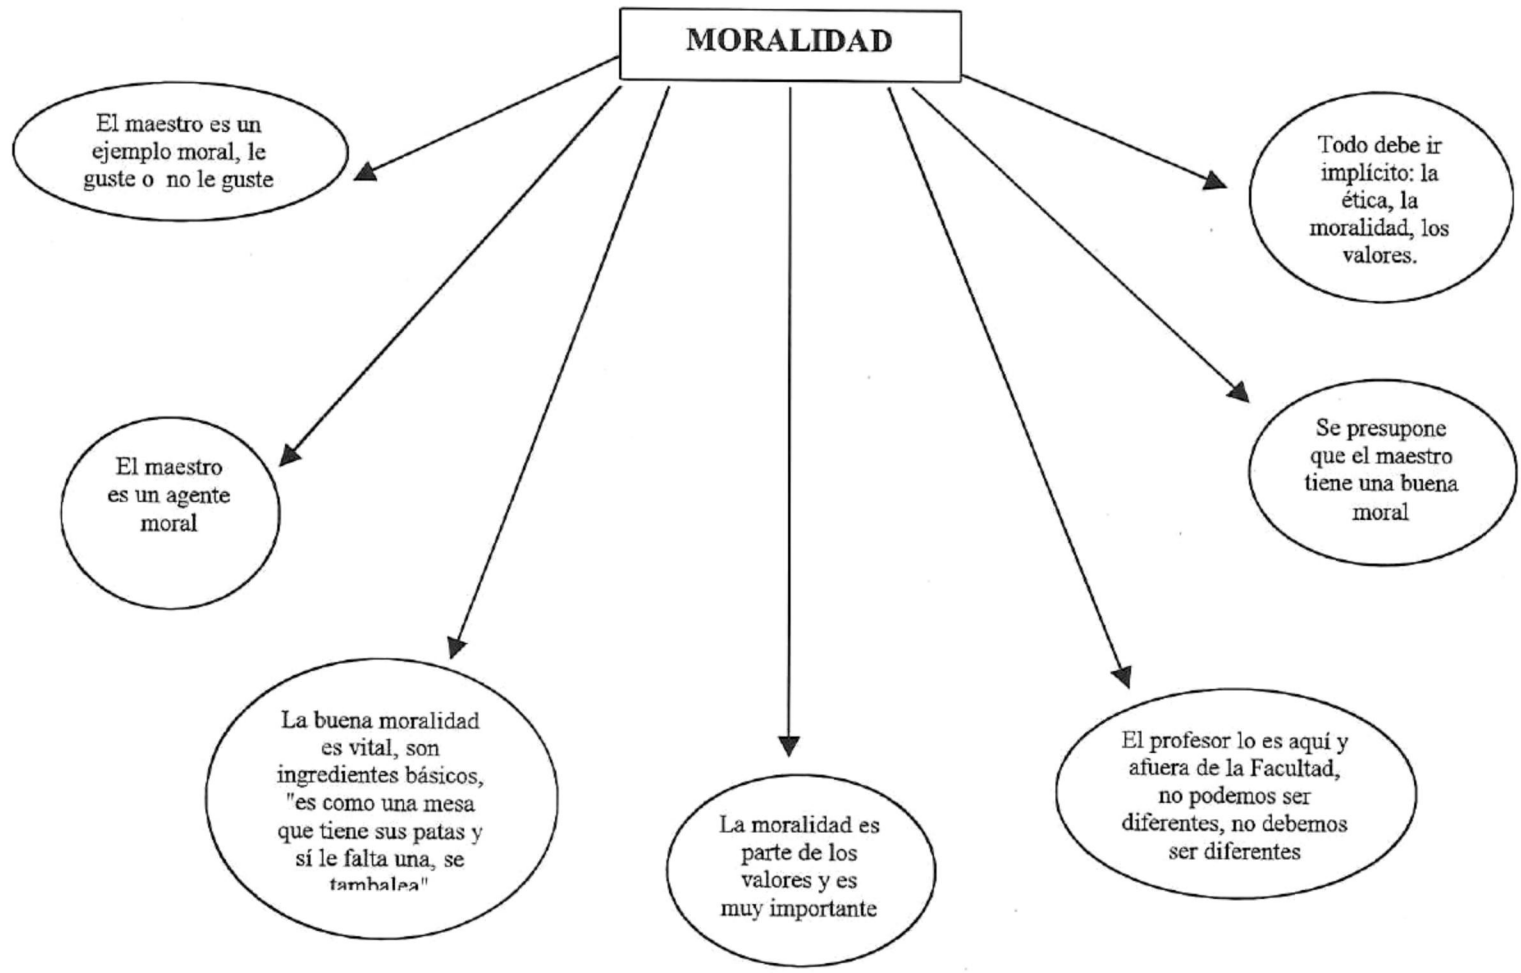 MORALIDAD
El maestro es un
ejemplo moral, le
guste o no le guste
Todo debe ir
implícito: la
ética, la
moralidad, los
valores.
El maestro
es un agente
moral
Se presupone
que el maestro
tiene una buena
moral
La buena moralidad
es vital, son
ingredientes básicos,
"es como una mesa
que tiene sus patas y
sí le falta una, se
tambalea"
La moralidad es
parte de los
valores y es
muy importante
El profesor lo es aquí y
afuera de la Facultad,
no podemos ser
diferentes, no debemos
ser diferentes